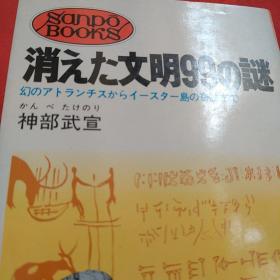 sanpo
BOOKS
消えた文明99の謎
幻のアトランチスからイースター島の
かんべたけのり
神部武宣